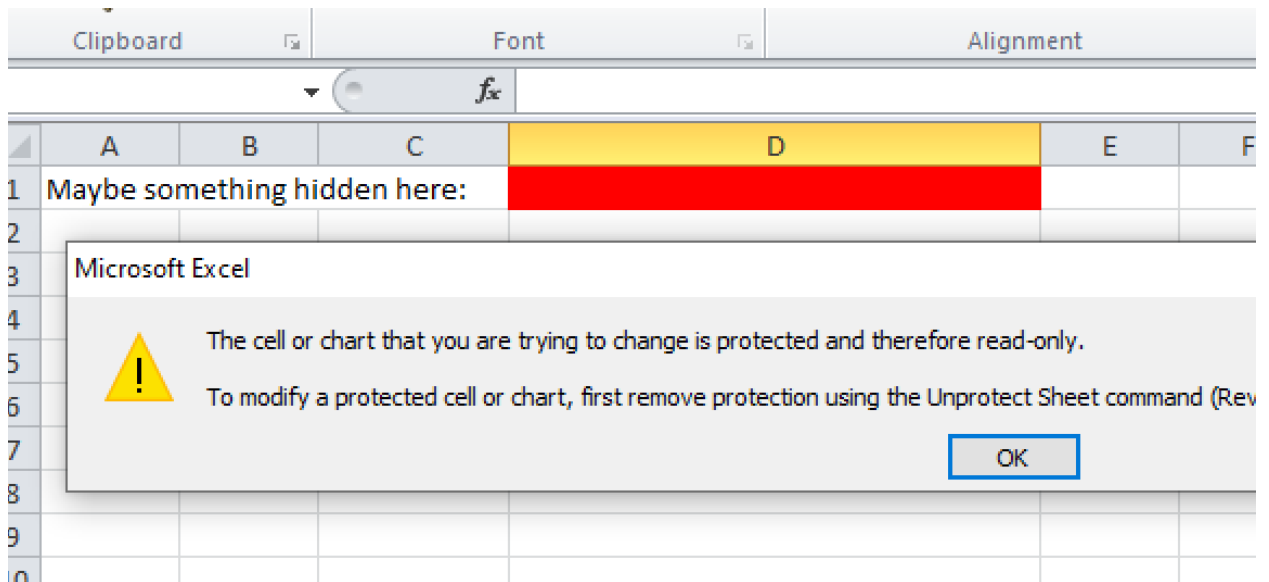 Clipboard Font Alignment
fx
A B C D E F
1 Maybe something hidden here:
2
3 Microsoft Excel
4 The cell or chart that you are trying to change is protected and therefore read-only.
5
6 To modify a protected cell or chart, first remove protection using the Unprotect Sheet command (Rev
7 OK
8
9
10